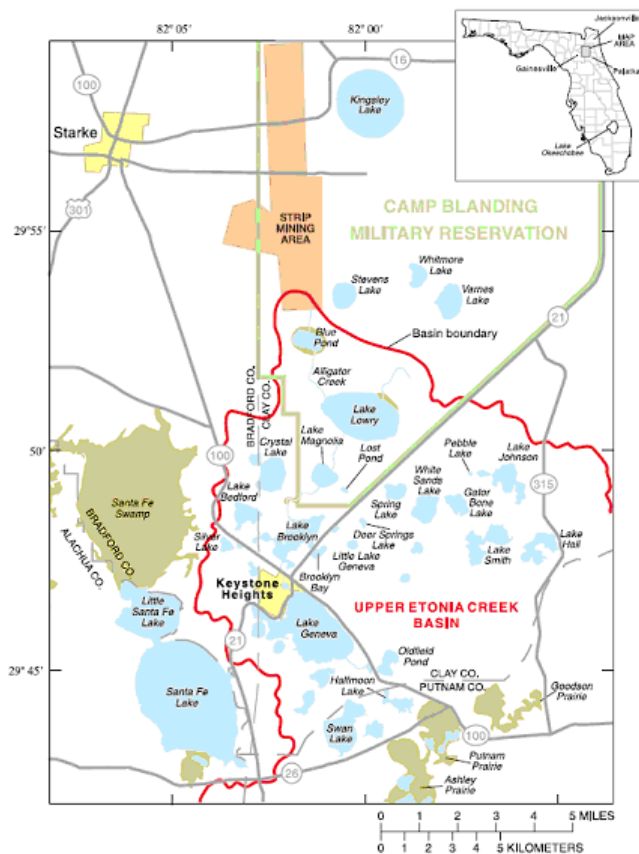 82° 05'
82° 00'
Jacksonville
MAP
AREA
Gainesville
Palatka
Lake
Okeechobee
100
16
Kingsley
Lake
Starke
301
29° 55'
STRIP
MINING
AREA
CAMP BLANDING
MILITARY RESERVATION
Whitmore
Lake
Stevens
Lake
Varnes
Lake
21
Basin boundary
Blue
Pond
BRADFORD CO.
CLAY CO.
Alligator
Creek
Lake
Lowry
50'
100
Crystal
Lake
Lake
Magnolia
Lost
Pond
Pebble
Lake
Lake
Johnson
315
Santa Fe
Swamp
BRADFORD CO.
ALACHUA CO.
Lake
Bedford
White
Sands
Lake
Gator
Bone
Lake
Spring
Lake
Silver
Lake
Lake
Brooklyn
Deer Springs
Lake
Lake
Hall
Lake
Smith
Little Lake
Geneva
Keystone
Heights
Brooklyn
Bay
Little
Santa Fe
Lake
UPPER ETONIA CREEK
BASIN
Lake
Geneva
21
29° 45'
Oldfield
Pond
CLAY CO.
PUTNAM CO.
Santa Fe
Lake
Halfmoon
Lake
Goodson
Prairie
Swan
Lake
100
Putnam
Prairie
26
Ashley
Prairie
0 1 2 3 4 5 MILES
0 1 2 3 4 5 KILOMETERS